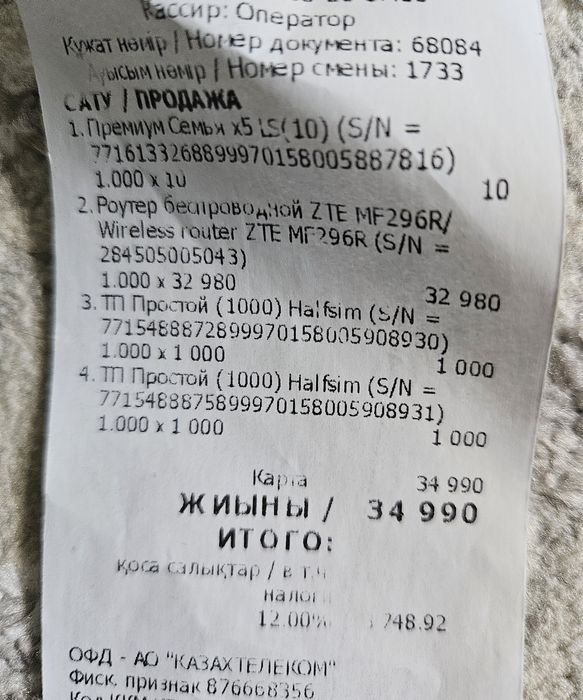 Кассир: Оператор
Құжат нөмірі | Номер документа: 68084
Ауысым нөмірі | Номер смены: 1733
САТУ / ПРОДАЖА
1. Премиум Семья x5 LS(10) (S/N =
77161332688999701580058878​16)
1.000 x 10
10
2. Роутер беспроводной ZTE MF296R/
Wireless router ZTE MF296R (S/N =
284505005043)
1.000 x 32 980
32 980
3. ТП Простой (1000) Halfsim (S/N =
7715488872899970158005908930)
1.000 x 1 000
1 000
4. ТП Простой (1000) Halfsim (S/N =
7715488875899970158005908931)
1.000 x 1 000
1 000
Карта 34 990
ЖИЫНЫ / 34 990
ИТОГО:
қоса салықтар / в т.ч
налоги
12.00% 748.92
ОФД - АО "КАЗАХТЕЛЕКОМ"
Фиск. признак 876668356